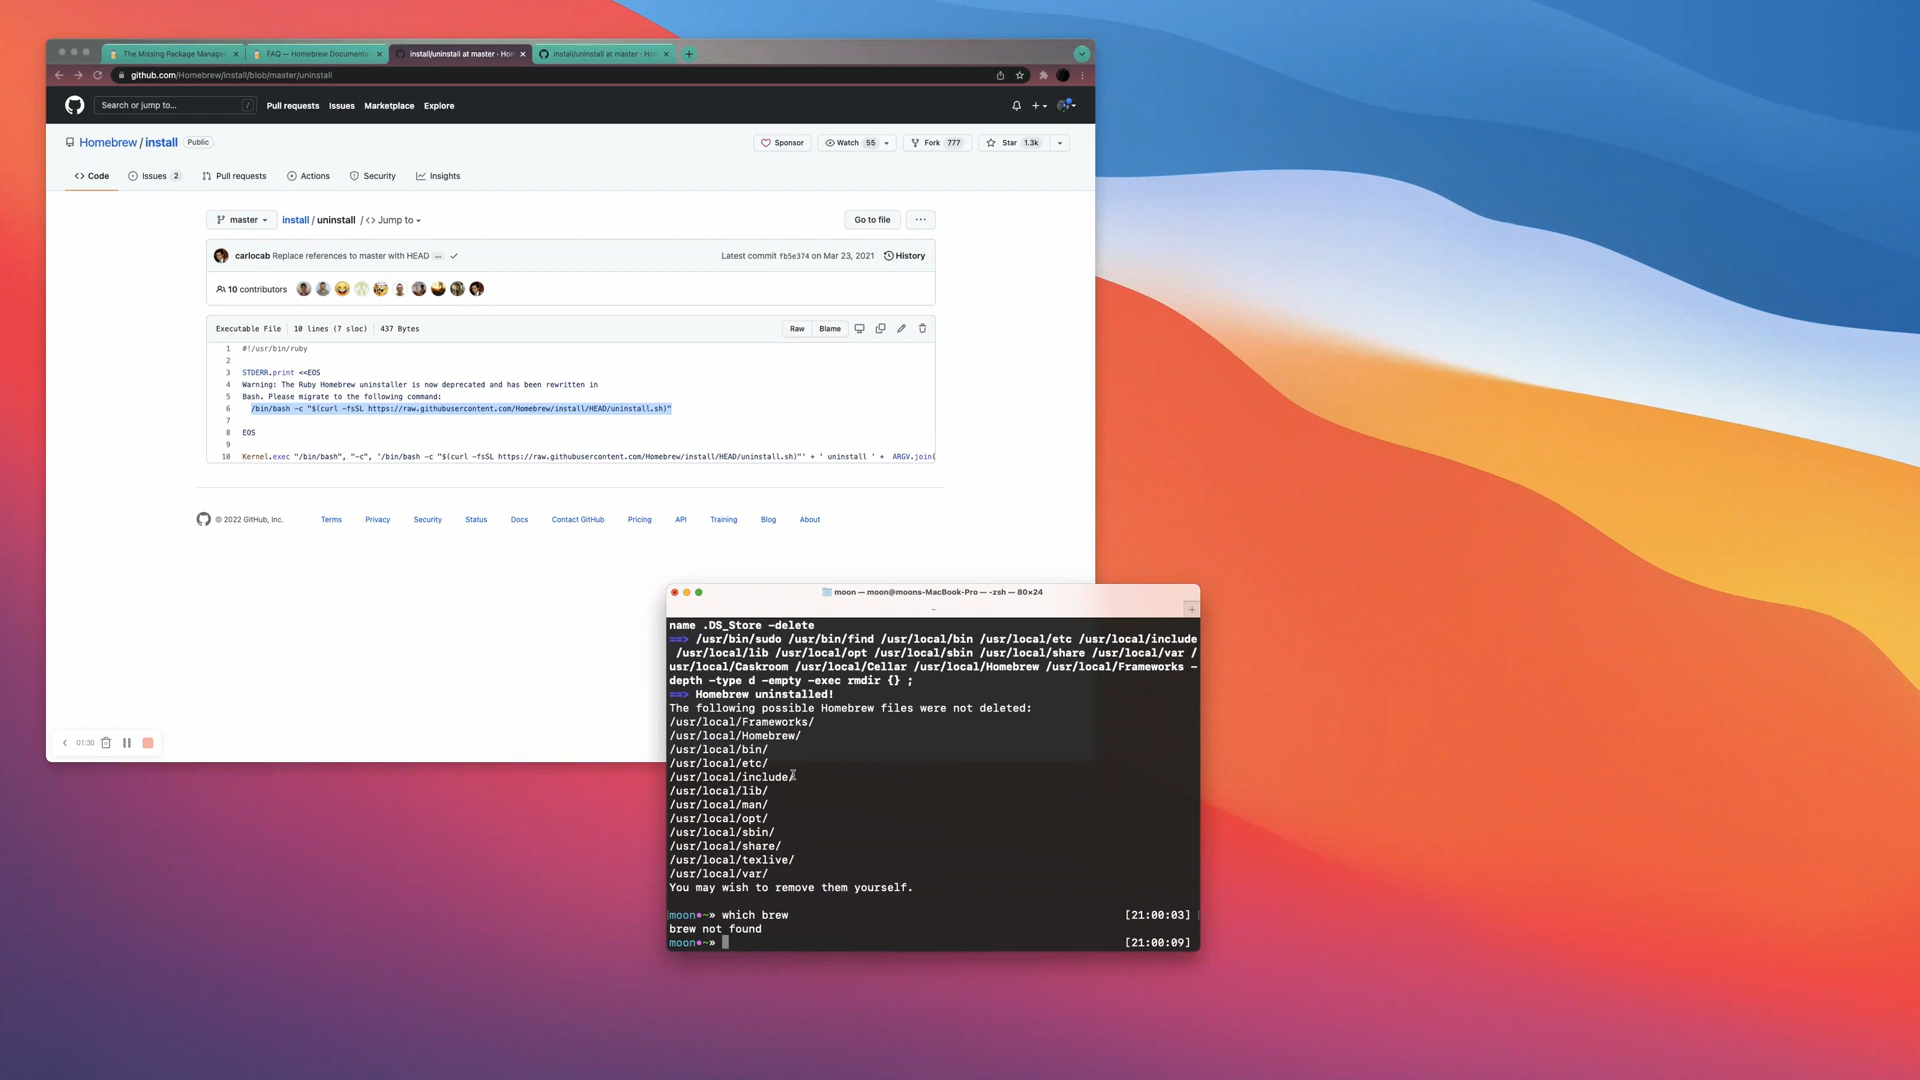 The Missing Package Manage
FAQ — Homebrew Documenta
install/uninstall at master · Hom
install/uninstall at master · Ho
github.com/Homebrew/install/blob/master/uninstall
Search or jump to...
/
Pull requests
Issues
Marketplace
Explore
Homebrew / install
Public
Sponsor
Watch 55
Fork 777
Star 1.3k
<> Code
Issues 2
Pull requests
Actions
Security
Insights
master
install / uninstall / <> Jump to
Go to file
...
carlocab Replace references to master with HEAD ...
Latest commit fb5e374 on Mar 23, 2021
History
10 contributors
Executable File
10 lines (7 sloc)
437 Bytes
Raw
Blame
1 #!/usr/bin/ruby
2
3 STDERR.print <<EOS
4 Warning: The Ruby Homebrew uninstaller is now deprecated and has been rewritten in
5 Bash. Please migrate to the following command:
6 /bin/bash -c "$(curl -fsSL https://raw.githubusercontent.com/Homebrew/install/HEAD/uninstall.sh)"
7
8 EOS
9
10 Kernel.exec "/bin/bash", "-c", '/bin/bash -c "$(curl -fsSL https://raw.githubusercontent.com/Homebrew/install/HEAD/uninstall.sh)"' + ' uninstall ' + ARGV.join(
© 2022 GitHub, Inc.
Terms
Privacy
Security
Status
Docs
Contact GitHub
Pricing
API
Training
Blog
About
01:30
moon — moon@moons-MacBook-Pro — -zsh — 80×24
~
name .DS_Store -delete
==> /usr/bin/sudo /usr/bin/find /usr/local/bin /usr/local/etc /usr/local/include
/usr/local/lib /usr/local/opt /usr/local/sbin /usr/local/share /usr/local/var /
usr/local/Caskroom /usr/local/Cellar /usr/local/Homebrew /usr/local/Frameworks -
depth -type d -empty -exec rmdir {} ;
==> Homebrew uninstalled!
The following possible Homebrew files were not deleted:
/usr/local/Frameworks/
/usr/local/Homebrew/
/usr/local/bin/
/usr/local/etc/
/usr/local/include/
/usr/local/lib/
/usr/local/man/
/usr/local/opt/
/usr/local/sbin/
/usr/local/share/
/usr/local/texlive/
/usr/local/var/
You may wish to remove them yourself.
moon•~» which brew [21:00:03]
brew not found
moon•~» [21:00:09]